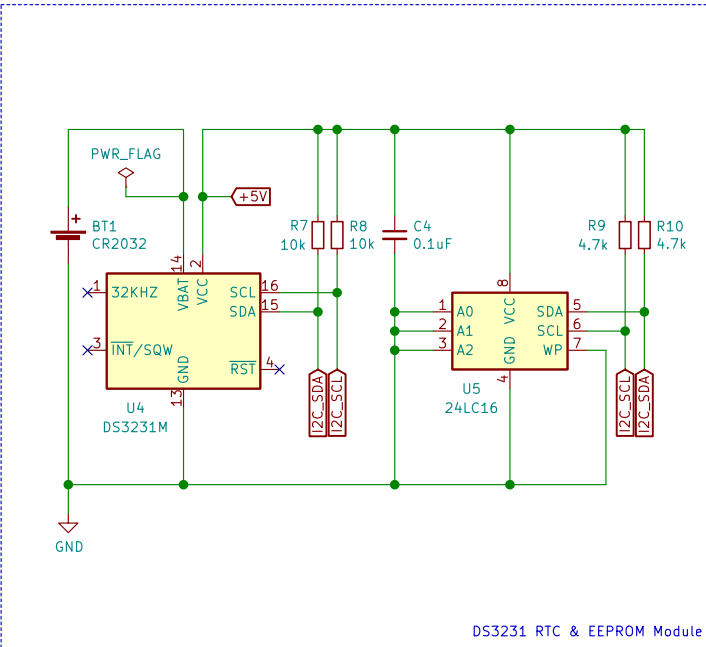 PWR_FLAG
+5V
+
BT1
CR2032
R7
10k
R8
10k
C4
0.1uF
R9
4.7k
R10
4.7k
14
2
1
32KHZ
VBAT
VCC
SCL
16
SDA
15
3
INT/SQW
GND
RST
4
13
U4
DS3231M
I2C_SDA
I2C_SCL
8
1
A0
VCC
SDA
5
2
A1
SCL
6
3
A2
GND
WP
7
4
U5
24LC16
I2C_SCL
I2C_SDA
GND
DS3231 RTC & EEPROM Module